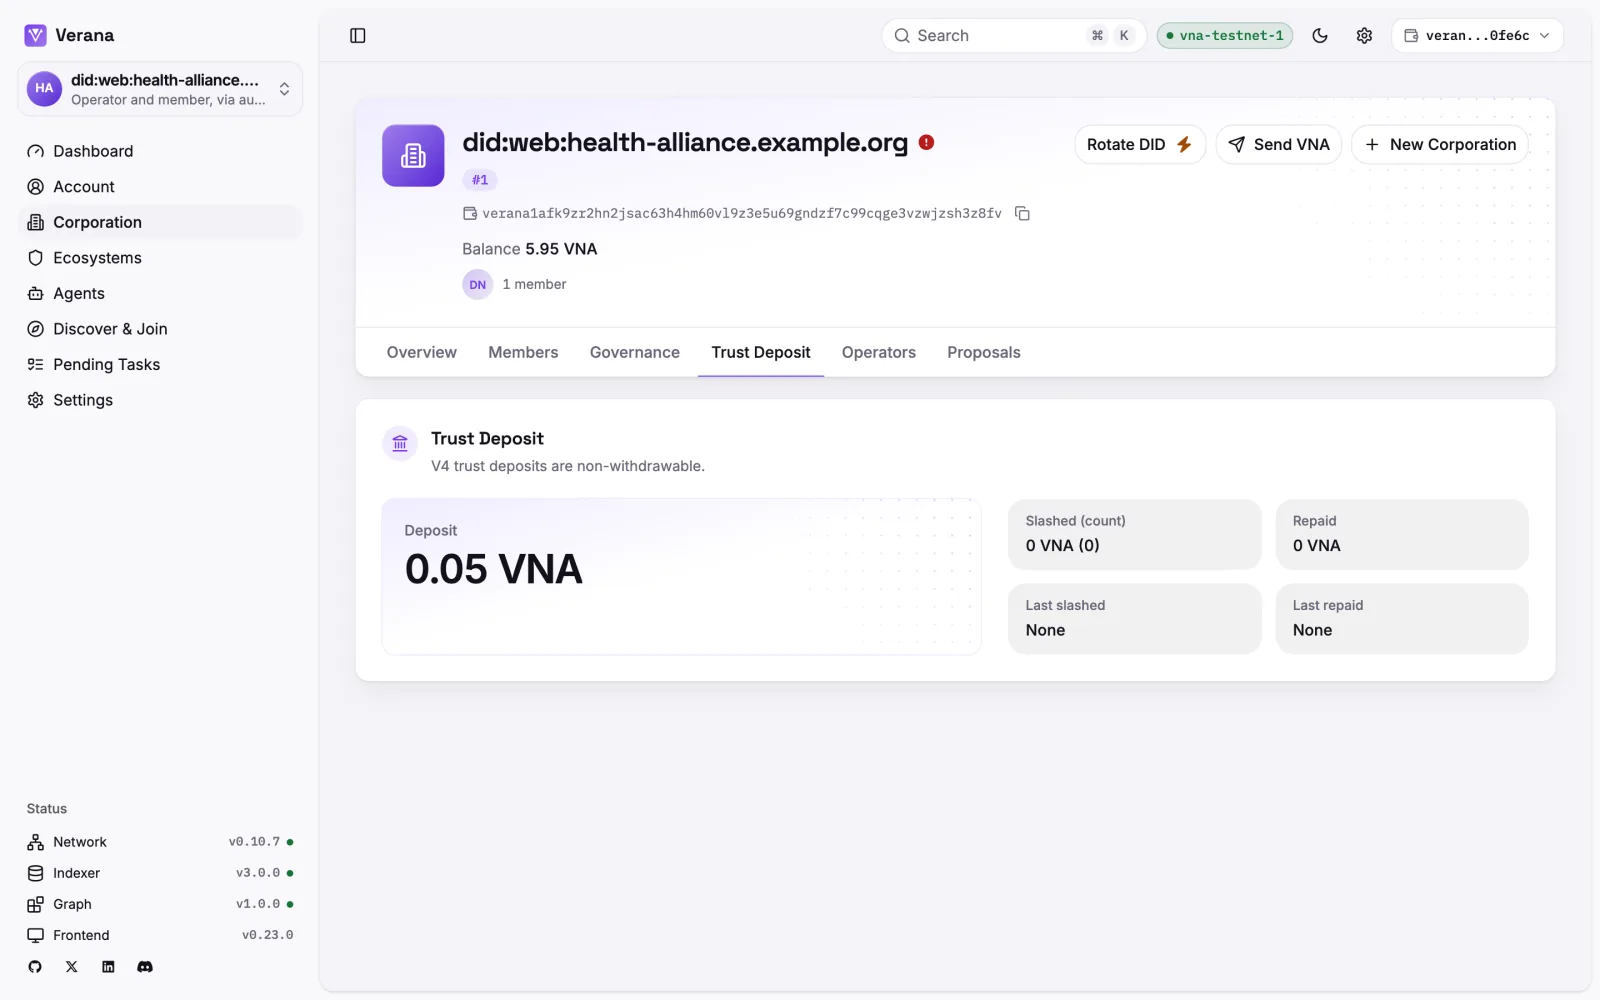 Verana
HA
did:web:health-alliance....
Operator and member, via au...
Dashboard
Account
Corporation
Ecosystems
Agents
Discover & Join
Pending Tasks
Settings
Status
Network v0.10.7
Indexer v3.0.0
Graph v1.0.0
Frontend v0.23.0
Search ⌘ K
vna-testnet-1
veran...0fe6c
did:web:health-alliance.example.org
Rotate DID
Send VNA
New Corporation
#1
verana1afk9zr2hn2jsac63h4hm60vl9z3e5u69gndzf7c99cqge3vzwjzsh3z8fv
Balance 5.95 VNA
DN 1 member
Overview Members Governance Trust Deposit Operators Proposals
Trust Deposit
V4 trust deposits are non-withdrawable.
Deposit
0.05 VNA
Slashed (count)
0 VNA (0)
Repaid
0 VNA
Last slashed
None
Last repaid
None